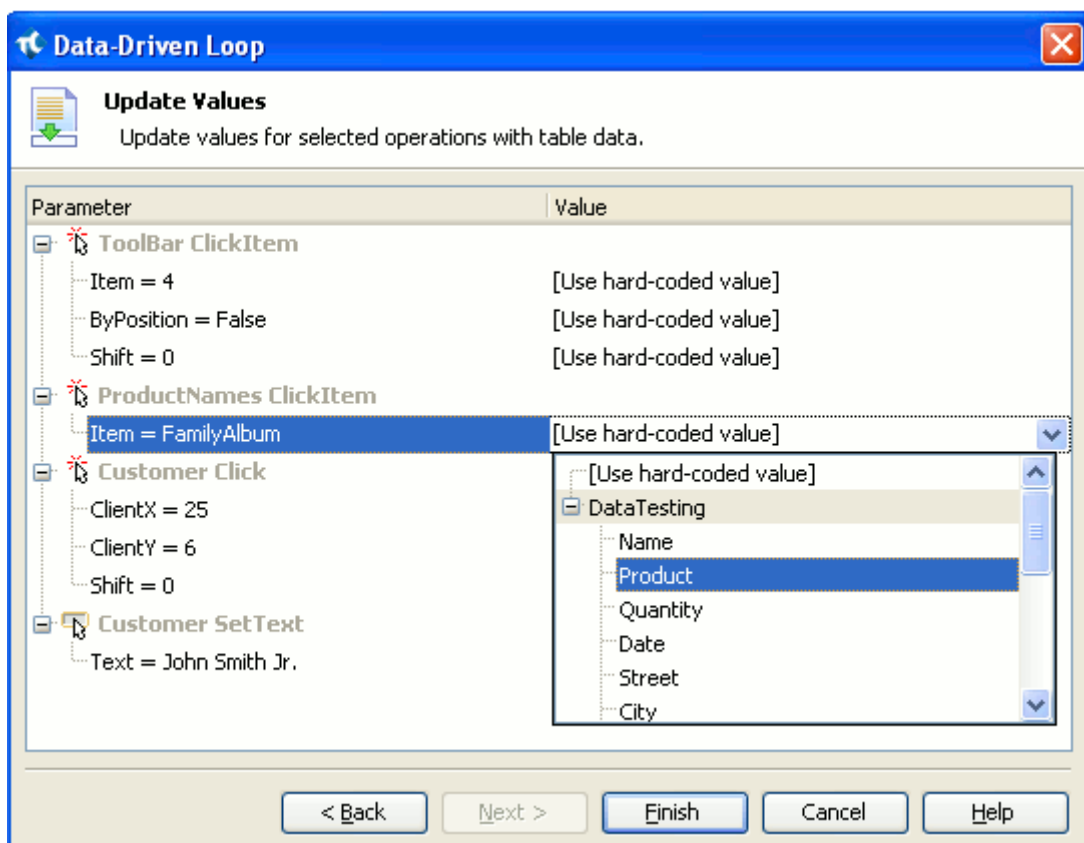 Data-Driven Loop
Update Values
Update values for selected operations with table data.
Parameter Value
ToolBar ClickItem
Item = 4 [Use hard-coded value]
ByPosition = False [Use hard-coded value]
Shift = 0 [Use hard-coded value]
ProductNames ClickItem
Item = FamilyAlbum [Use hard-coded value]
Customer Click
ClientX = 25
ClientY = 6
Shift = 0
Customer SetText
Text = John Smith Jr.
[Use hard-coded value]
DataTesting
Name
Product
Quantity
Date
Street
City
< Back Next > Finish Cancel Help